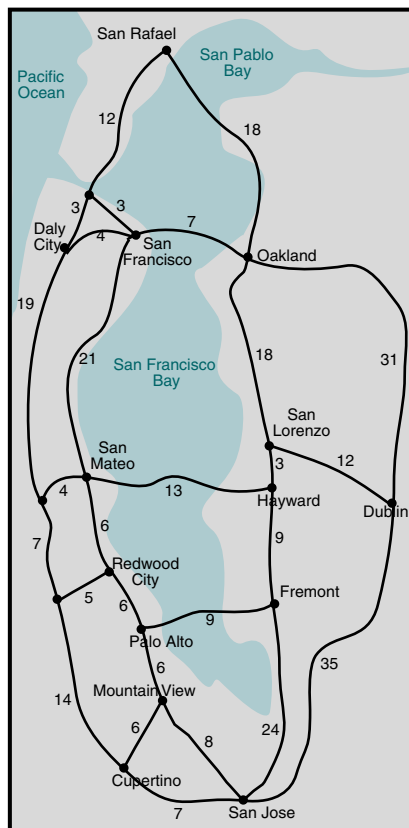 San Rafael
San Pablo
Bay
Pacific
Ocean
12
18
3
3
7
Daly
City
4
San
Francisco
Oakland
19
21
18
31
San Francisco
Bay
San
Lorenzo
San
Mateo
3
12
4
13
Hayward
Dublin
7
6
9
Redwood
City
5
6
9
Fremont
Palo Alto
6
35
Mountain View
14
6
8
24
Cupertino
7
San Jose